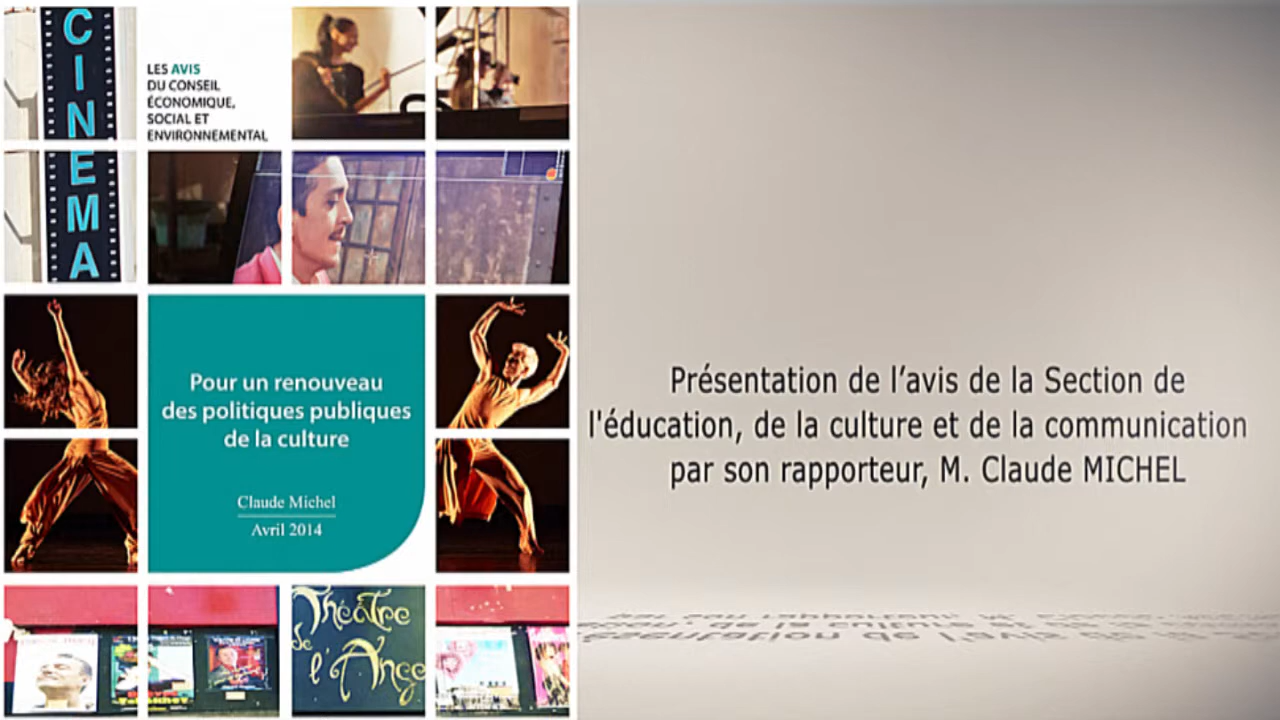 CINEMA
LES AVIS
DU CONSEIL
ÉCONOMIQUE,
SOCIAL ET
ENVIRONNEMENTAL
Pour un renouveau
des politiques publiques
de la culture
Claude Michel
Avril 2014
Théâtre
de
l'Ange
Présentation de l’avis de la Section de
l'éducation, de la culture et de la communication
par son rapporteur, M. Claude MICHEL